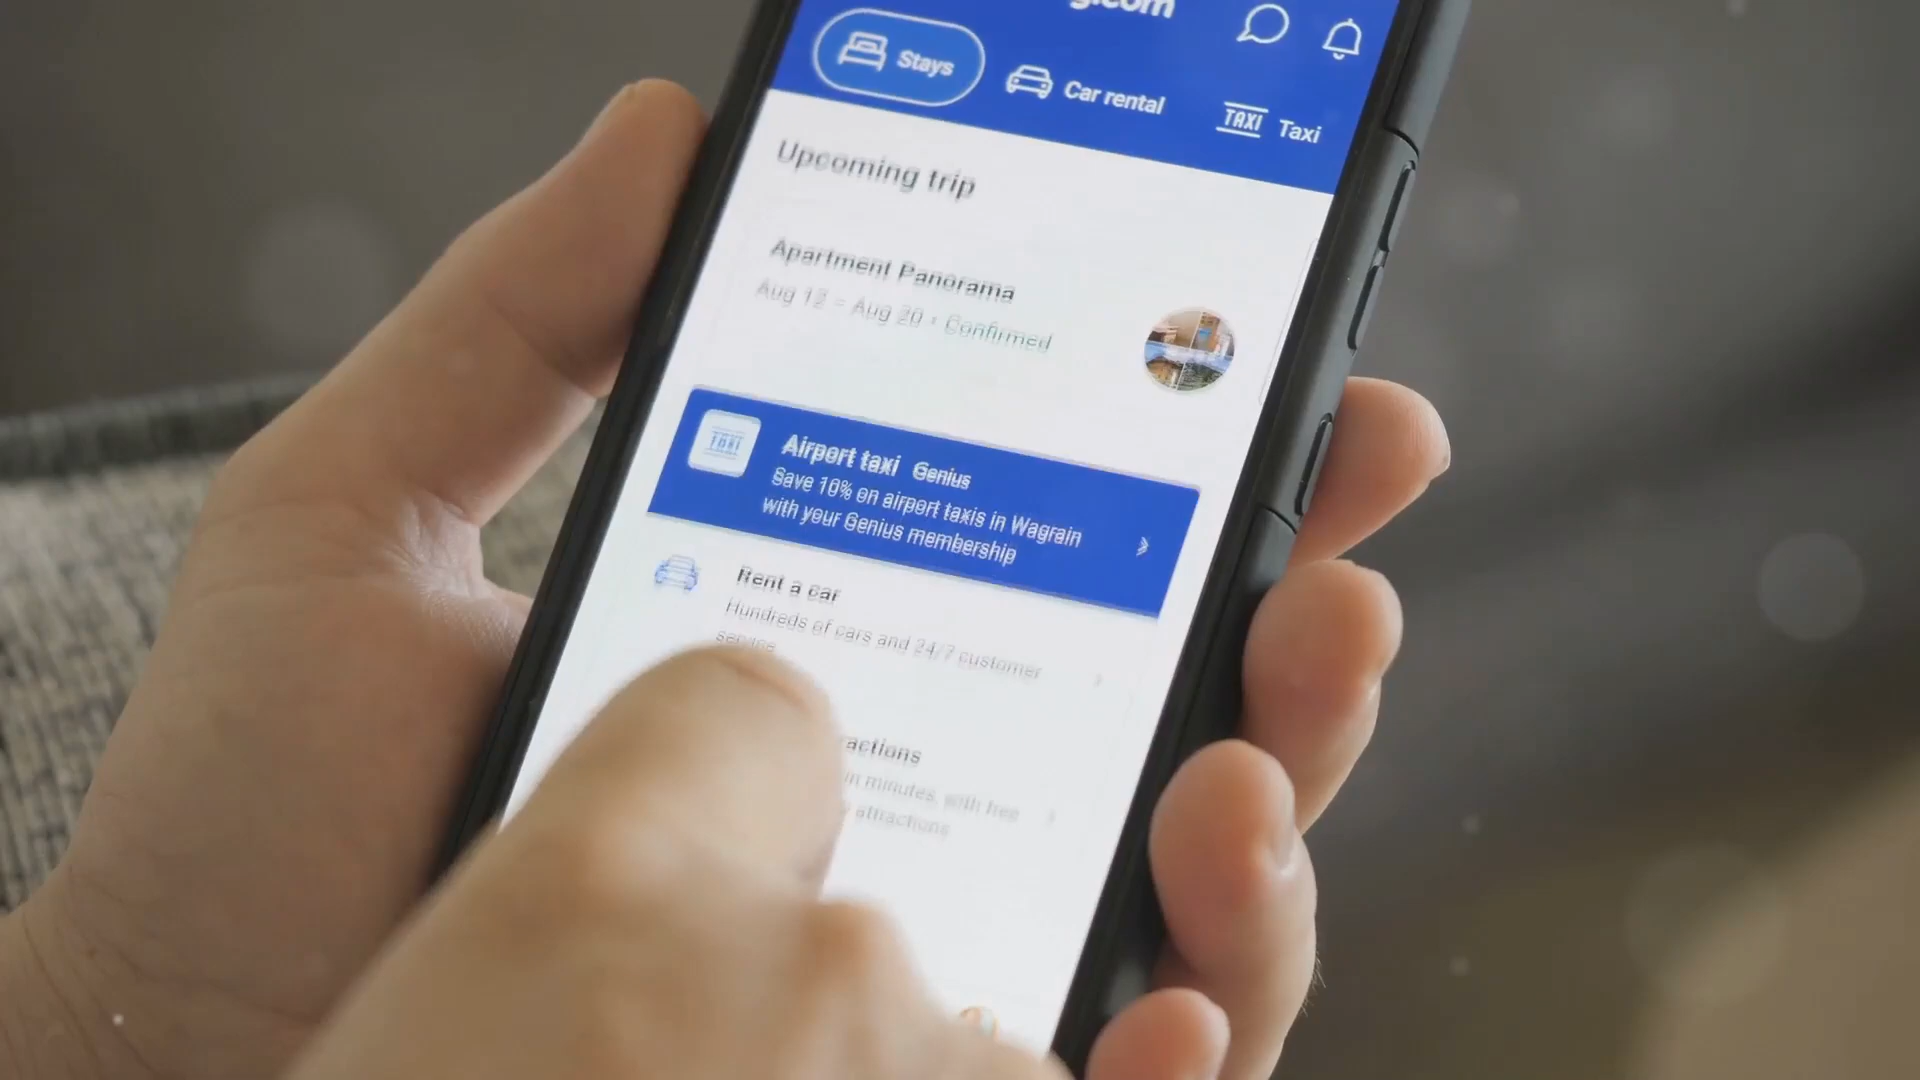 g.com
Stays
Car rental
TAXI Taxi
Upcoming trip
Apartment Panorama
Aug 12 - Aug 20 • Confirmed
TAXI
Airport taxi Genius
Save 10% on airport taxis in Wagrain
with your Genius membership
Rent a car
Hundreds of cars and 24/7 customer
service
actions
in minutes, with free
attractions